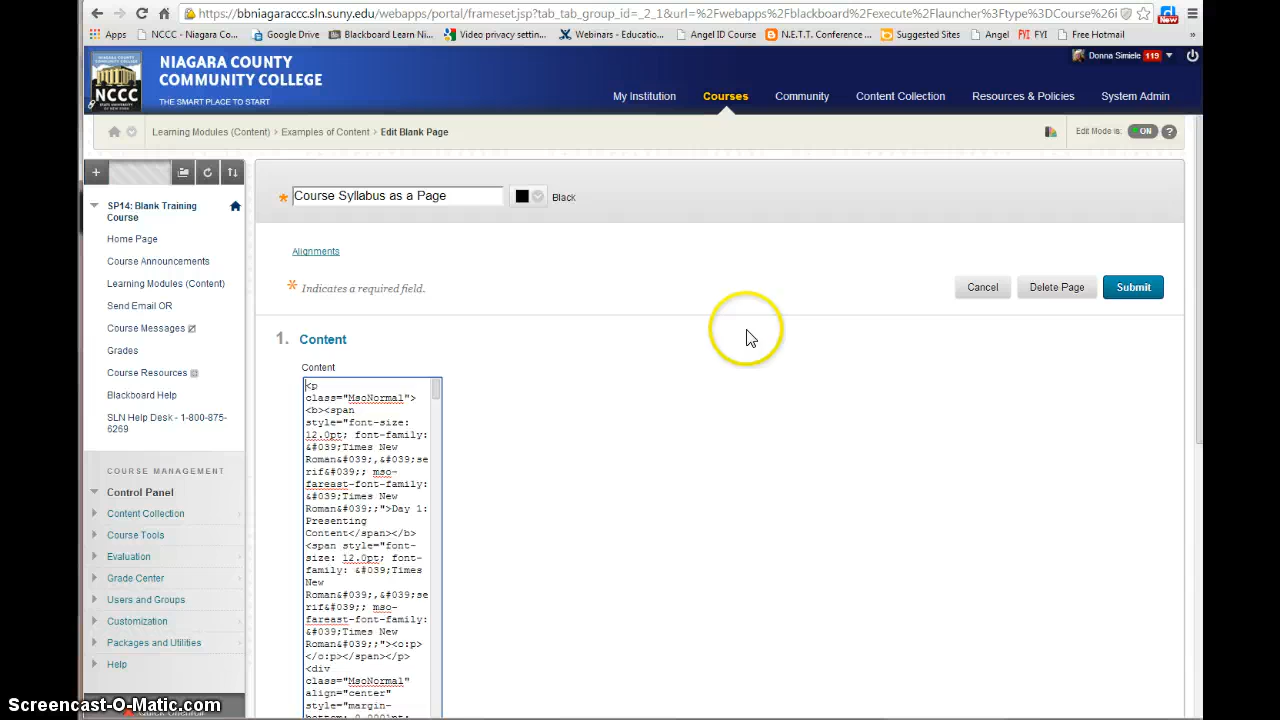 https://bbniagaraccc.sln.suny.edu/webapps/portal/frameset.jsp?tab_tab_group_id=_2_1&url=%2Fwebapps%2Fblackboard%2Fexecute%2Flauncher%3Ftype%3DCourse%26i
New
Apps NCCC - Niagara Co... Google Drive Blackboard Learn Ni... Video privacy settin... Webinars - Educatio... Angel ID Course N.E.T.T. Conference ... Suggested Sites Angel FYI FYI Free Hotmail »
NIAGARA COUNTY
COMMUNITY COLLEGE
THE SMART PLACE TO START
NCCC
Donna Simiele 119
My Institution Courses Community Content Collection Resources & Policies System Admin
Learning Modules (Content) Examples of Content Edit Blank Page
Edit Mode is: ON ?
SP14: Blank Training
Course
Home Page
Course Announcements
Learning Modules (Content)
Send Email OR
Course Messages
Grades
Course Resources
Blackboard Help
SLN Help Desk - 1-800-875-
6269
COURSE MANAGEMENT
Control Panel
Content Collection
Course Tools
Evaluation
Grade Center
Users and Groups
Customization
Packages and Utilities
Help
* Course Syllabus as a Page Black
Alignments
* Indicates a required field.
Cancel Delete Page Submit
1. Content
Content
<p
class="MsoNormal">
<b><span
style="font-size:
12.0pt; font-family:
&#039;Times New
Roman&#039;,&#039;se
rif&#039;; mso-
fareast-font-family:
&#039;Times New
Roman&#039;;">Day 1:
Presenting
Content</span></b>
<span style="font-
size: 12.0pt; font-
family: &#039;Times
New
Roman&#039;,&#039;se
rif&#039;; mso-
fareast-font-family:
&#039;Times New
Roman&#039;;"><o:p>
</o:p></span></p>
<div
class="MsoNormal"
align="center"
style="margin-
bottom: 0.0001pt;
Screencast-O-Matic.com